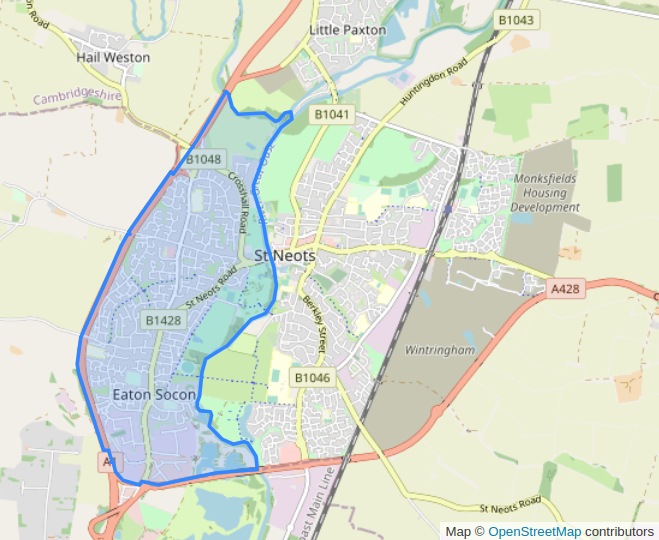 on Road
Little Paxton
B1043
Hail Weston
Huntingdon Road
Cambridgeshire
B1041
B1048
Crosshall Road
Monksfields
Housing
Development
St Neots
St Neots Road
A428
B1428
Berkley Street
Wintringham
B1046
Eaton Socon
A1
East Main Line
St Neots Road
Map © OpenStreetMap contributors